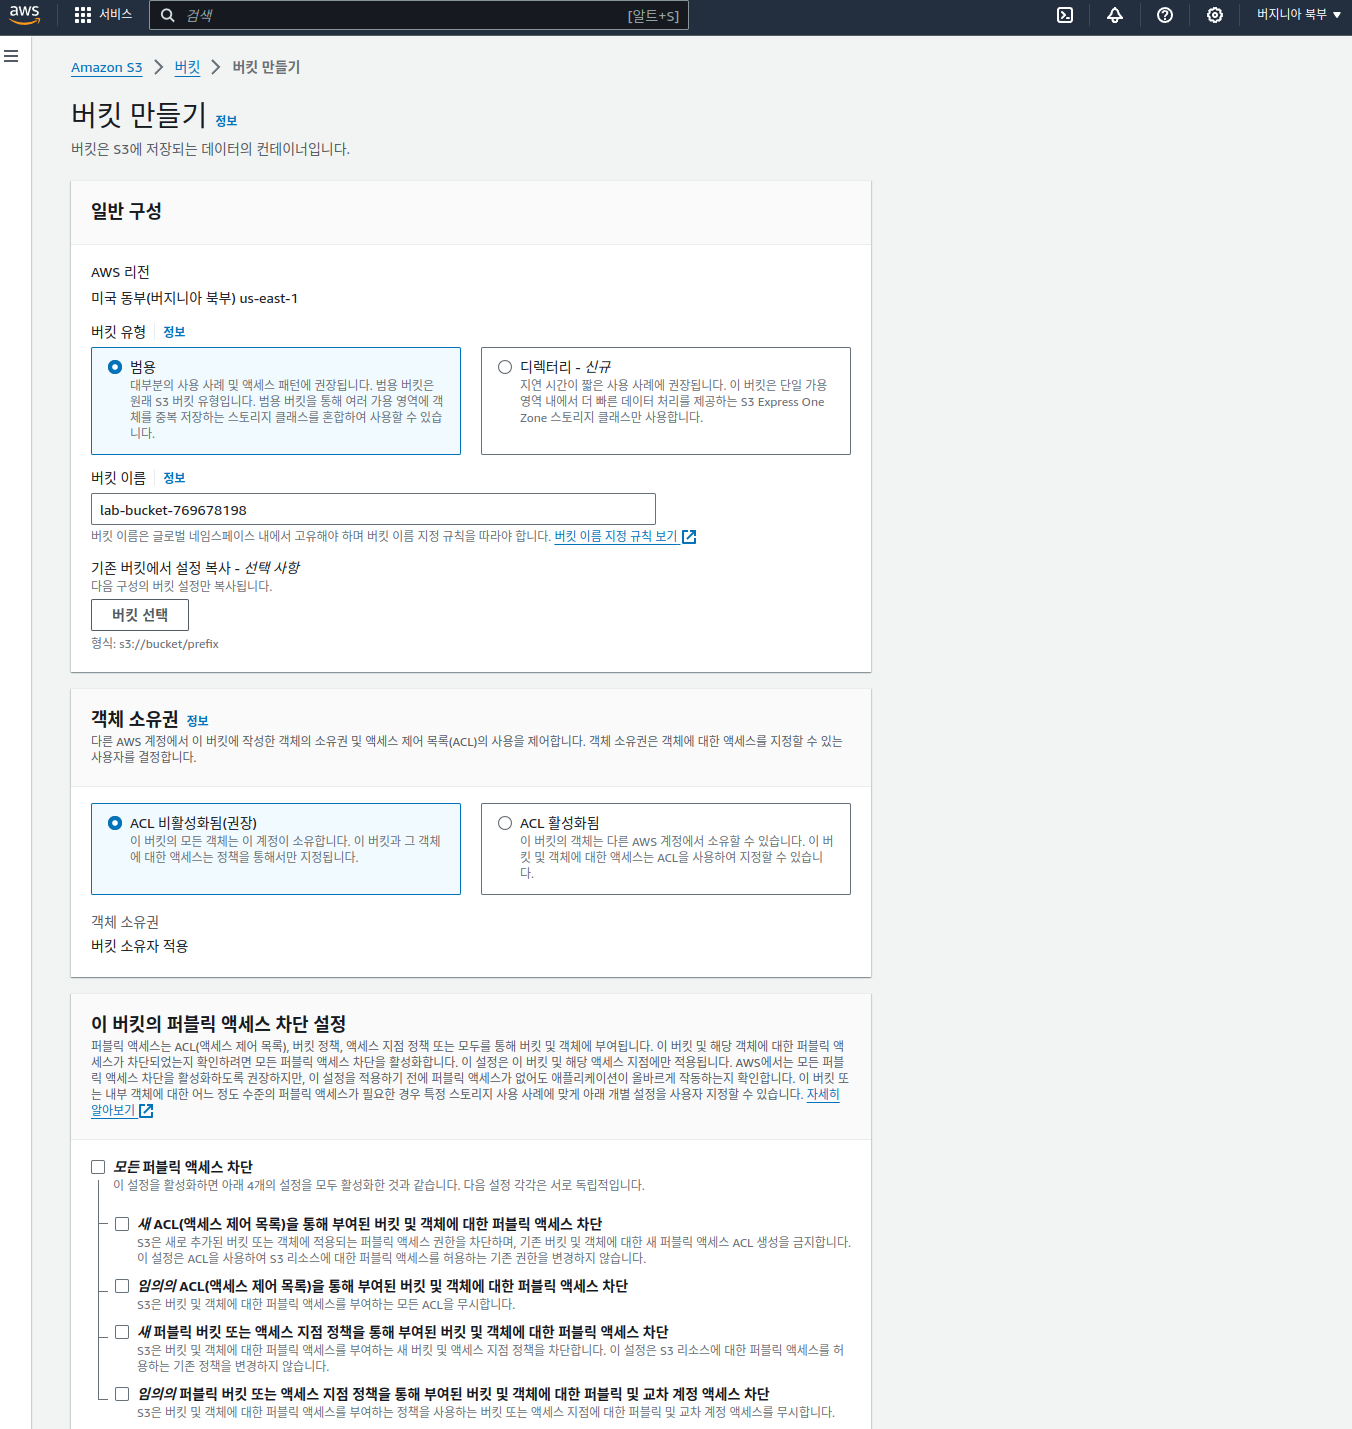 aws 서비스 검색 [알트+S] 버지니아 북부
Amazon S3 버킷 버킷 만들기
버킷 만들기 정보
버킷은 S3에 저장되는 데이터의 컨테이너입니다.
일반 구성
AWS 리전
미국 동부(버지니아 북부) us-east-1
버킷 유형 정보
범용
대부분의 사용 사례 및 액세스 패턴에 권장됩니다. 범용 버킷은
원래 S3 버킷 유형입니다. 범용 버킷을 통해 여러 가용 영역에 객
체를 중복 저장하는 스토리지 클래스를 혼합하여 사용할 수 있습
니다.
디렉터리 - 신규
지연 시간이 짧은 사용 사례에 권장됩니다. 이 버킷은 단일 가용
영역 내에서 더 빠른 데이터 처리를 제공하는 S3 Express One
Zone 스토리지 클래스만 사용합니다.
버킷 이름 정보
lab-bucket-769678198
버킷 이름은 글로벌 네임스페이스 내에서 고유해야 하며 버킷 이름 지정 규칙을 따라야 합니다. 버킷 이름 지정 규칙 보기
기존 버킷에서 설정 복사 - 선택 사항
다음 구성의 버킷 설정만 복사됩니다.
버킷 선택
형식: s3://bucket/prefix
객체 소유권 정보
다른 AWS 계정에서 이 버킷에 작성한 객체의 소유권 및 액세스 제어 목록(ACL)의 사용을 제어합니다. 객체 소유권은 객체에 대한 액세스를 지정할 수 있는
사용자를 결정합니다.
ACL 비활성화됨(권장)
이 버킷의 모든 객체는 이 계정이 소유합니다. 이 버킷과 그 객체
에 대한 액세스는 정책을 통해서만 지정됩니다.
ACL 활성화됨
이 버킷의 객체는 다른 AWS 계정에서 소유할 수 있습니다. 이 버
킷 및 객체에 대한 액세스는 ACL을 사용하여 지정할 수 있습니
다.
객체 소유권
버킷 소유자 적용
이 버킷의 퍼블릭 액세스 차단 설정
퍼블릭 액세스는 ACL(액세스 제어 목록), 버킷 정책, 액세스 지점 정책 또는 모두를 통해 버킷 및 객체에 부여됩니다. 이 버킷 및 해당 객체에 대한 퍼블릭 액
세스가 차단되었는지 확인하려면 모든 퍼블릭 액세스 차단을 활성화합니다. 이 설정은 이 버킷 및 해당 액세스 지점에만 적용됩니다. AWS에서는 모든 퍼블
릭 액세스 차단을 활성화하도록 권장하지만, 이 설정을 적용하기 전에 퍼블릭 액세스가 없어도 애플리케이션이 올바르게 작동하는지 확인합니다. 이 버킷 또
는 내부 객체에 대한 어느 정도 수준의 퍼블릭 액세스가 필요한 경우 특정 스토리지 사용 사례에 맞게 아래 개별 설정을 사용자 지정할 수 있습니다. 자세히
알아보기
모든 퍼블릭 액세스 차단
이 설정을 활성화하면 아래 4개의 설정을 모두 활성화한 것과 같습니다. 다음 설정 각각은 서로 독립적입니다.
새 ACL(액세스 제어 목록)을 통해 부여된 버킷 및 객체에 대한 퍼블릭 액세스 차단
S3은 새로 추가된 버킷 또는 객체에 적용되는 퍼블릭 액세스 권한을 차단하며, 기존 버킷 및 객체에 대한 새 퍼블릭 액세스 ACL 생성을 금지합니다.
이 설정은 ACL을 사용하여 S3 리소스에 대한 퍼블릭 액세스를 허용하는 기존 권한을 변경하지 않습니다.
임의의 ACL(액세스 제어 목록)을 통해 부여된 버킷 및 객체에 대한 퍼블릭 액세스 차단
S3은 버킷 및 객체에 대한 퍼블릭 액세스를 부여하는 모든 ACL을 무시합니다.
새 퍼블릭 버킷 또는 액세스 지점 정책을 통해 부여된 버킷 및 객체에 대한 퍼블릭 액세스 차단
S3은 버킷 및 객체에 대한 퍼블릭 액세스를 부여하는 새 버킷 및 액세스 지점 정책을 차단합니다. 이 설정은 S3 리소스에 대한 퍼블릭 액세스를 허
용하는 기존 정책을 변경하지 않습니다.
임의의 퍼블릭 버킷 또는 액세스 지점 정책을 통해 부여된 버킷 및 객체에 대한 퍼블릭 및 교차 계정 액세스 차단
S3은 버킷 및 객체에 대한 퍼블릭 액세스를 부여하는 정책을 사용하는 버킷 또는 액세스 지점에 대한 퍼블릭 및 교차 계정 액세스를 무시합니다.